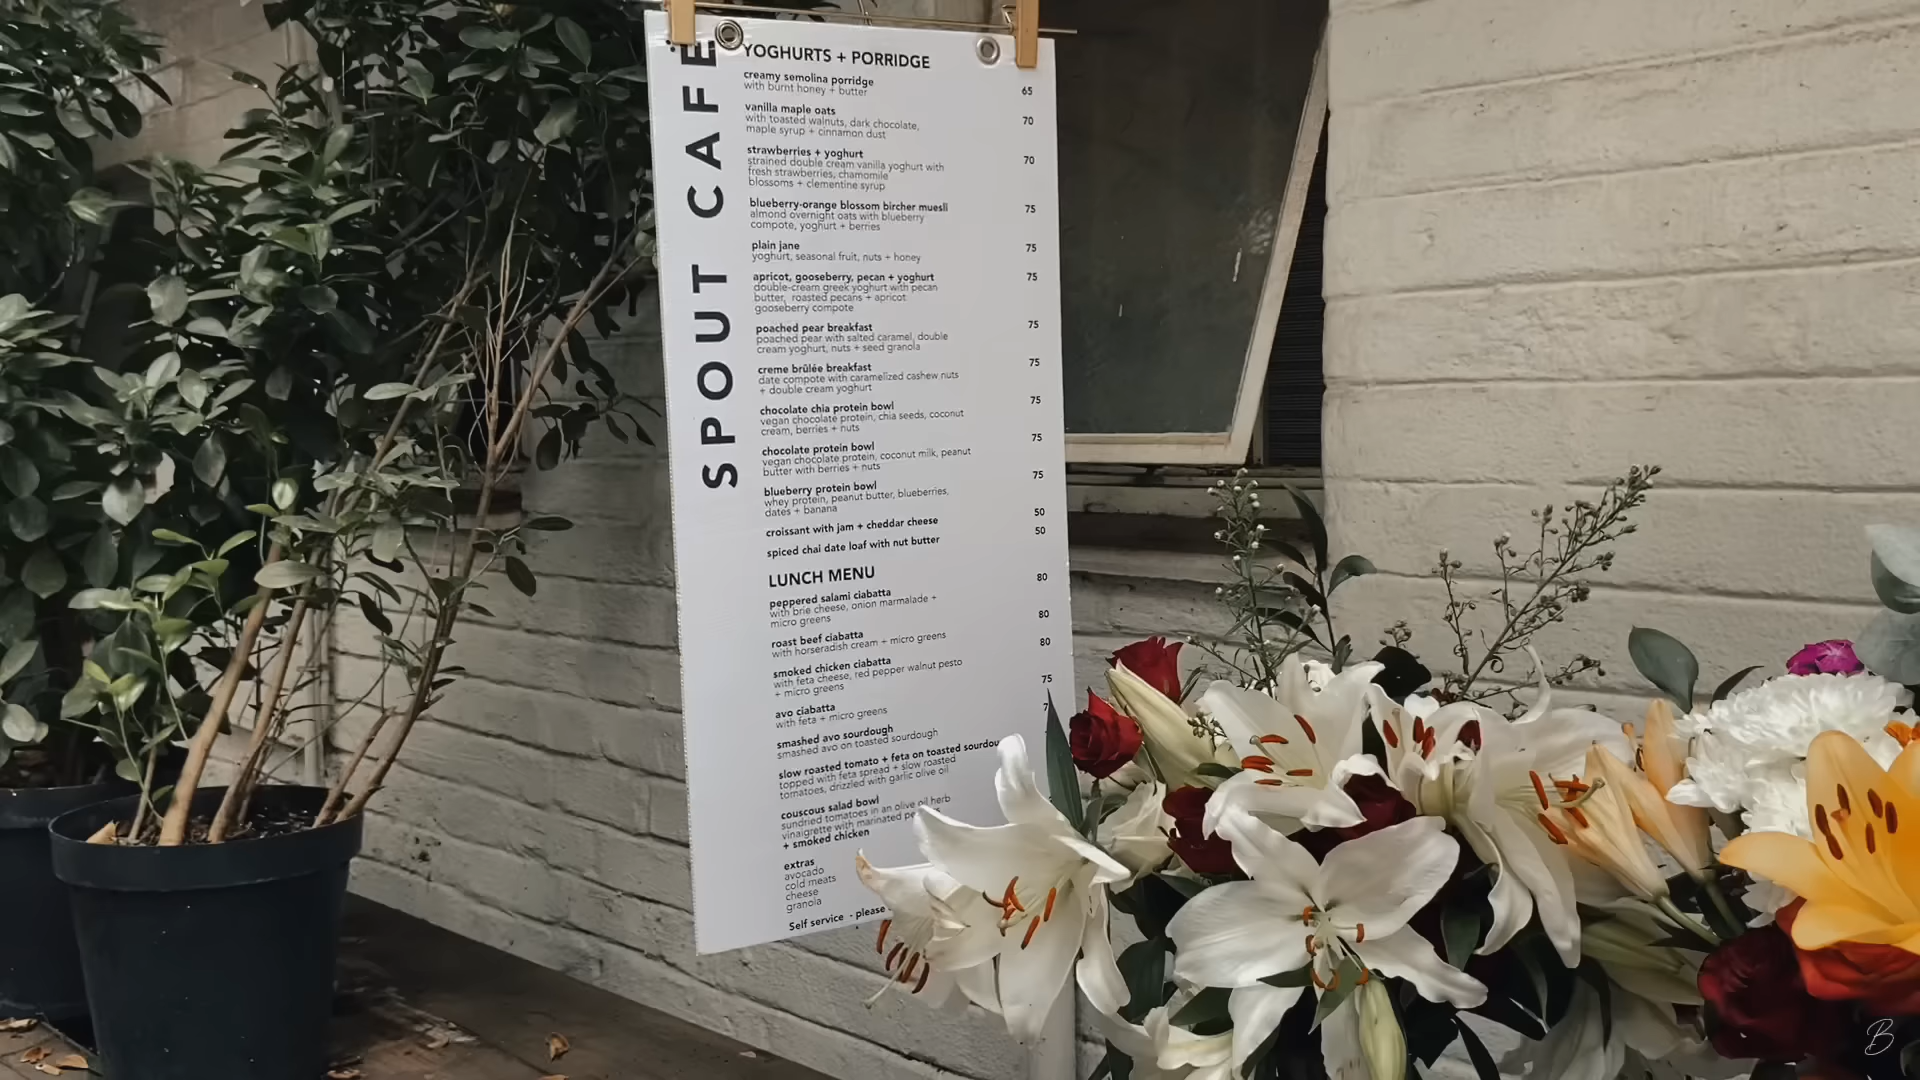 SPOUT CAFE
YOGHURTS + PORRIDGE
creamy semolina porridge
with burnt honey + butter
65
vanilla maple oats
with toasted walnuts, dark chocolate,
maple syrup + cinnamon dust
70
strawberries + yoghurt
strained double cream vanilla yoghurt with
fresh strawberries, chamomile
blossoms + clementine syrup
70
blueberry-orange blossom bircher muesli
almond overnight oats with blueberry
compote, yoghurt + berries
75
plain jane
yoghurt, seasonal fruit, nuts + honey
75
apricot, gooseberry, pecan + yoghurt
double-cream greek yoghurt with pecan
butter, roasted pecans + apricot
gooseberry compote
75
poached pear breakfast
poached pear with salted caramel, double
cream yoghurt, nuts + seed granola
75
creme brûlée breakfast
date compote with caramelized cashew nuts
+ double cream yoghurt
75
chocolate chia protein bowl
vegan chocolate protein, chia seeds, coconut
cream, berries + nuts
75
chocolate protein bowl
vegan chocolate protein, coconut milk, peanut
butter with berries + nuts
75
blueberry protein bowl
whey protein, peanut butter, blueberries,
dates + banana
75
croissant with jam + cheddar cheese
50
spiced chai date loaf with nut butter
50
LUNCH MENU
peppered salami ciabatta
with brie cheese, onion marmalade +
micro greens
80
roast beef ciabatta
with horseradish cream + micro greens
80
smoked chicken ciabatta
with feta cheese, red pepper walnut pesto
+ micro greens
80
avo ciabatta
with feta + micro greens
75
smashed avo sourdough
smashed avo on toasted sourdough
7
slow roasted tomato + feta on toasted sourdou
topped with feta spread + slow roasted
tomatoes, drizzled with garlic olive oil
couscous salad bowl
sundried tomatoes in an olive oil herb
vinaigrette with marinated
+ smoked chicken
extras
avocado
cold meats
cheese
granola
Self service - please
B